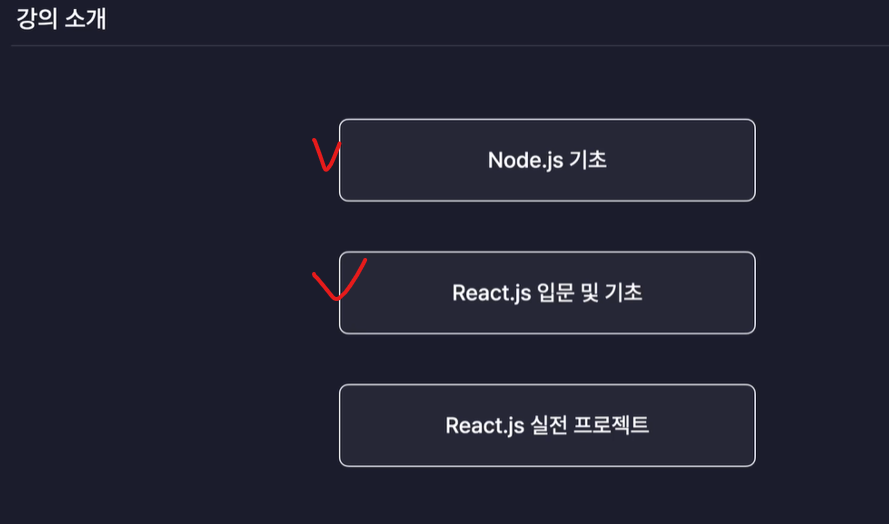 강의 소개
Node.js 기초
React.js 입문 및 기초
React.js 실전 프로젝트